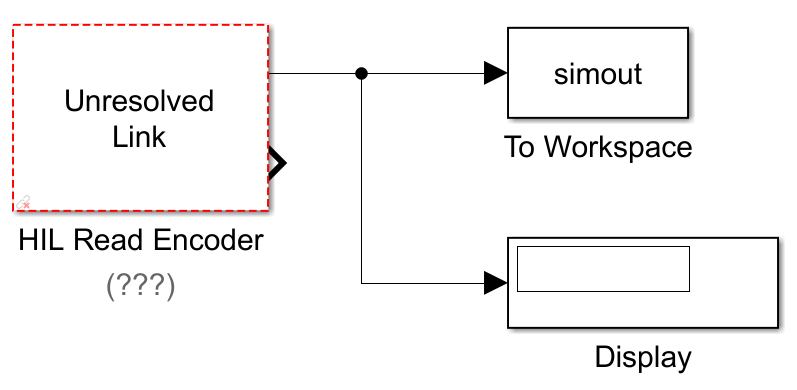 Unresolved
Link
HIL Read Encoder
(???)
simout
To Workspace
Display